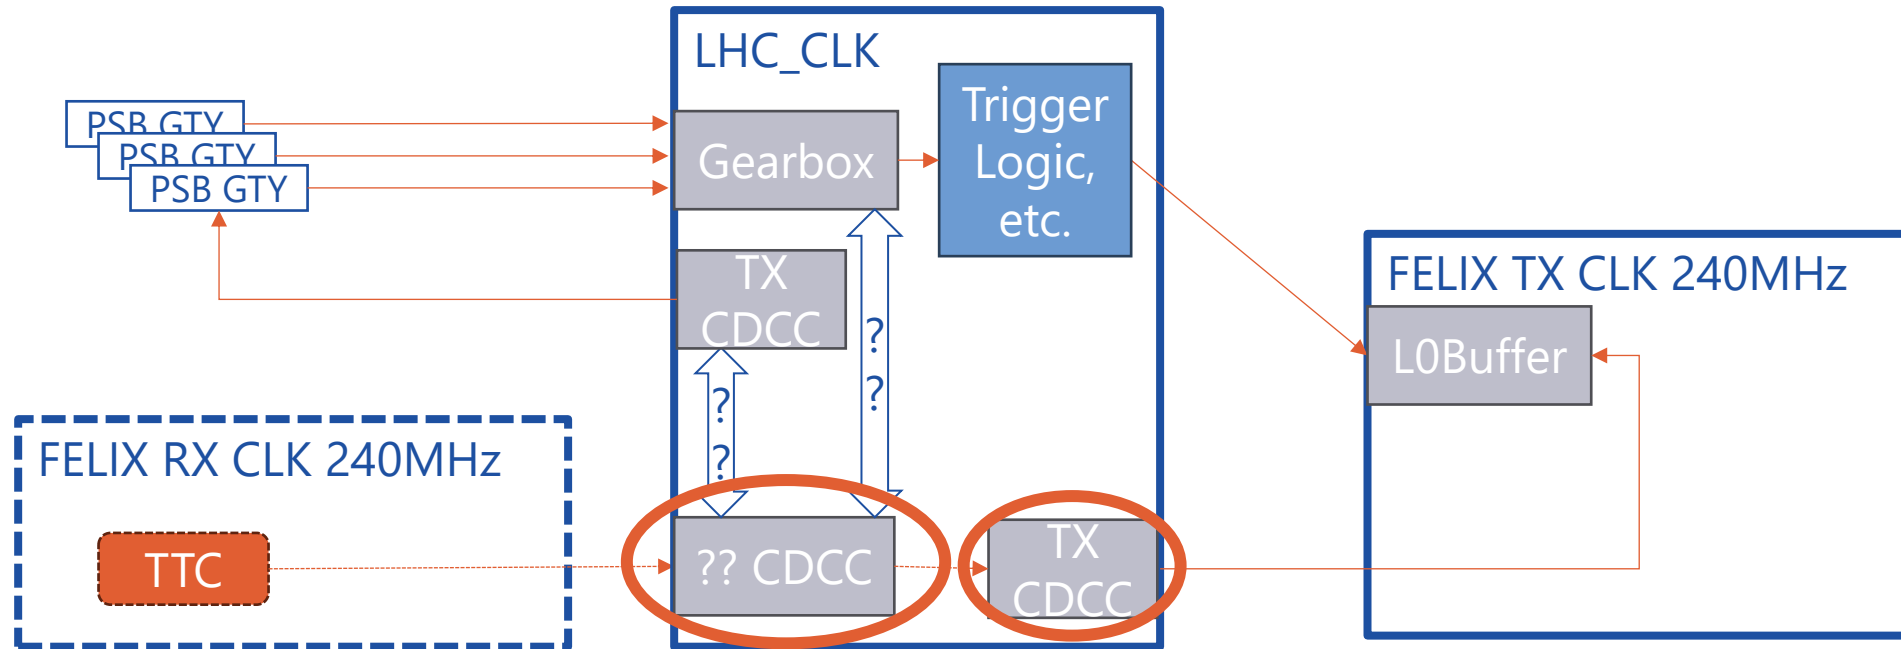 LHC_CLK
PSB GTY
PSB GTY
PSB GTY
Gearbox
Trigger
Logic,
etc.
TX
CDCC
?
?
?
?
FELIX RX CLK 240MHz
TTC
?? CDCC
TX
CDCC
FELIX TX CLK 240MHz
L0Buffer